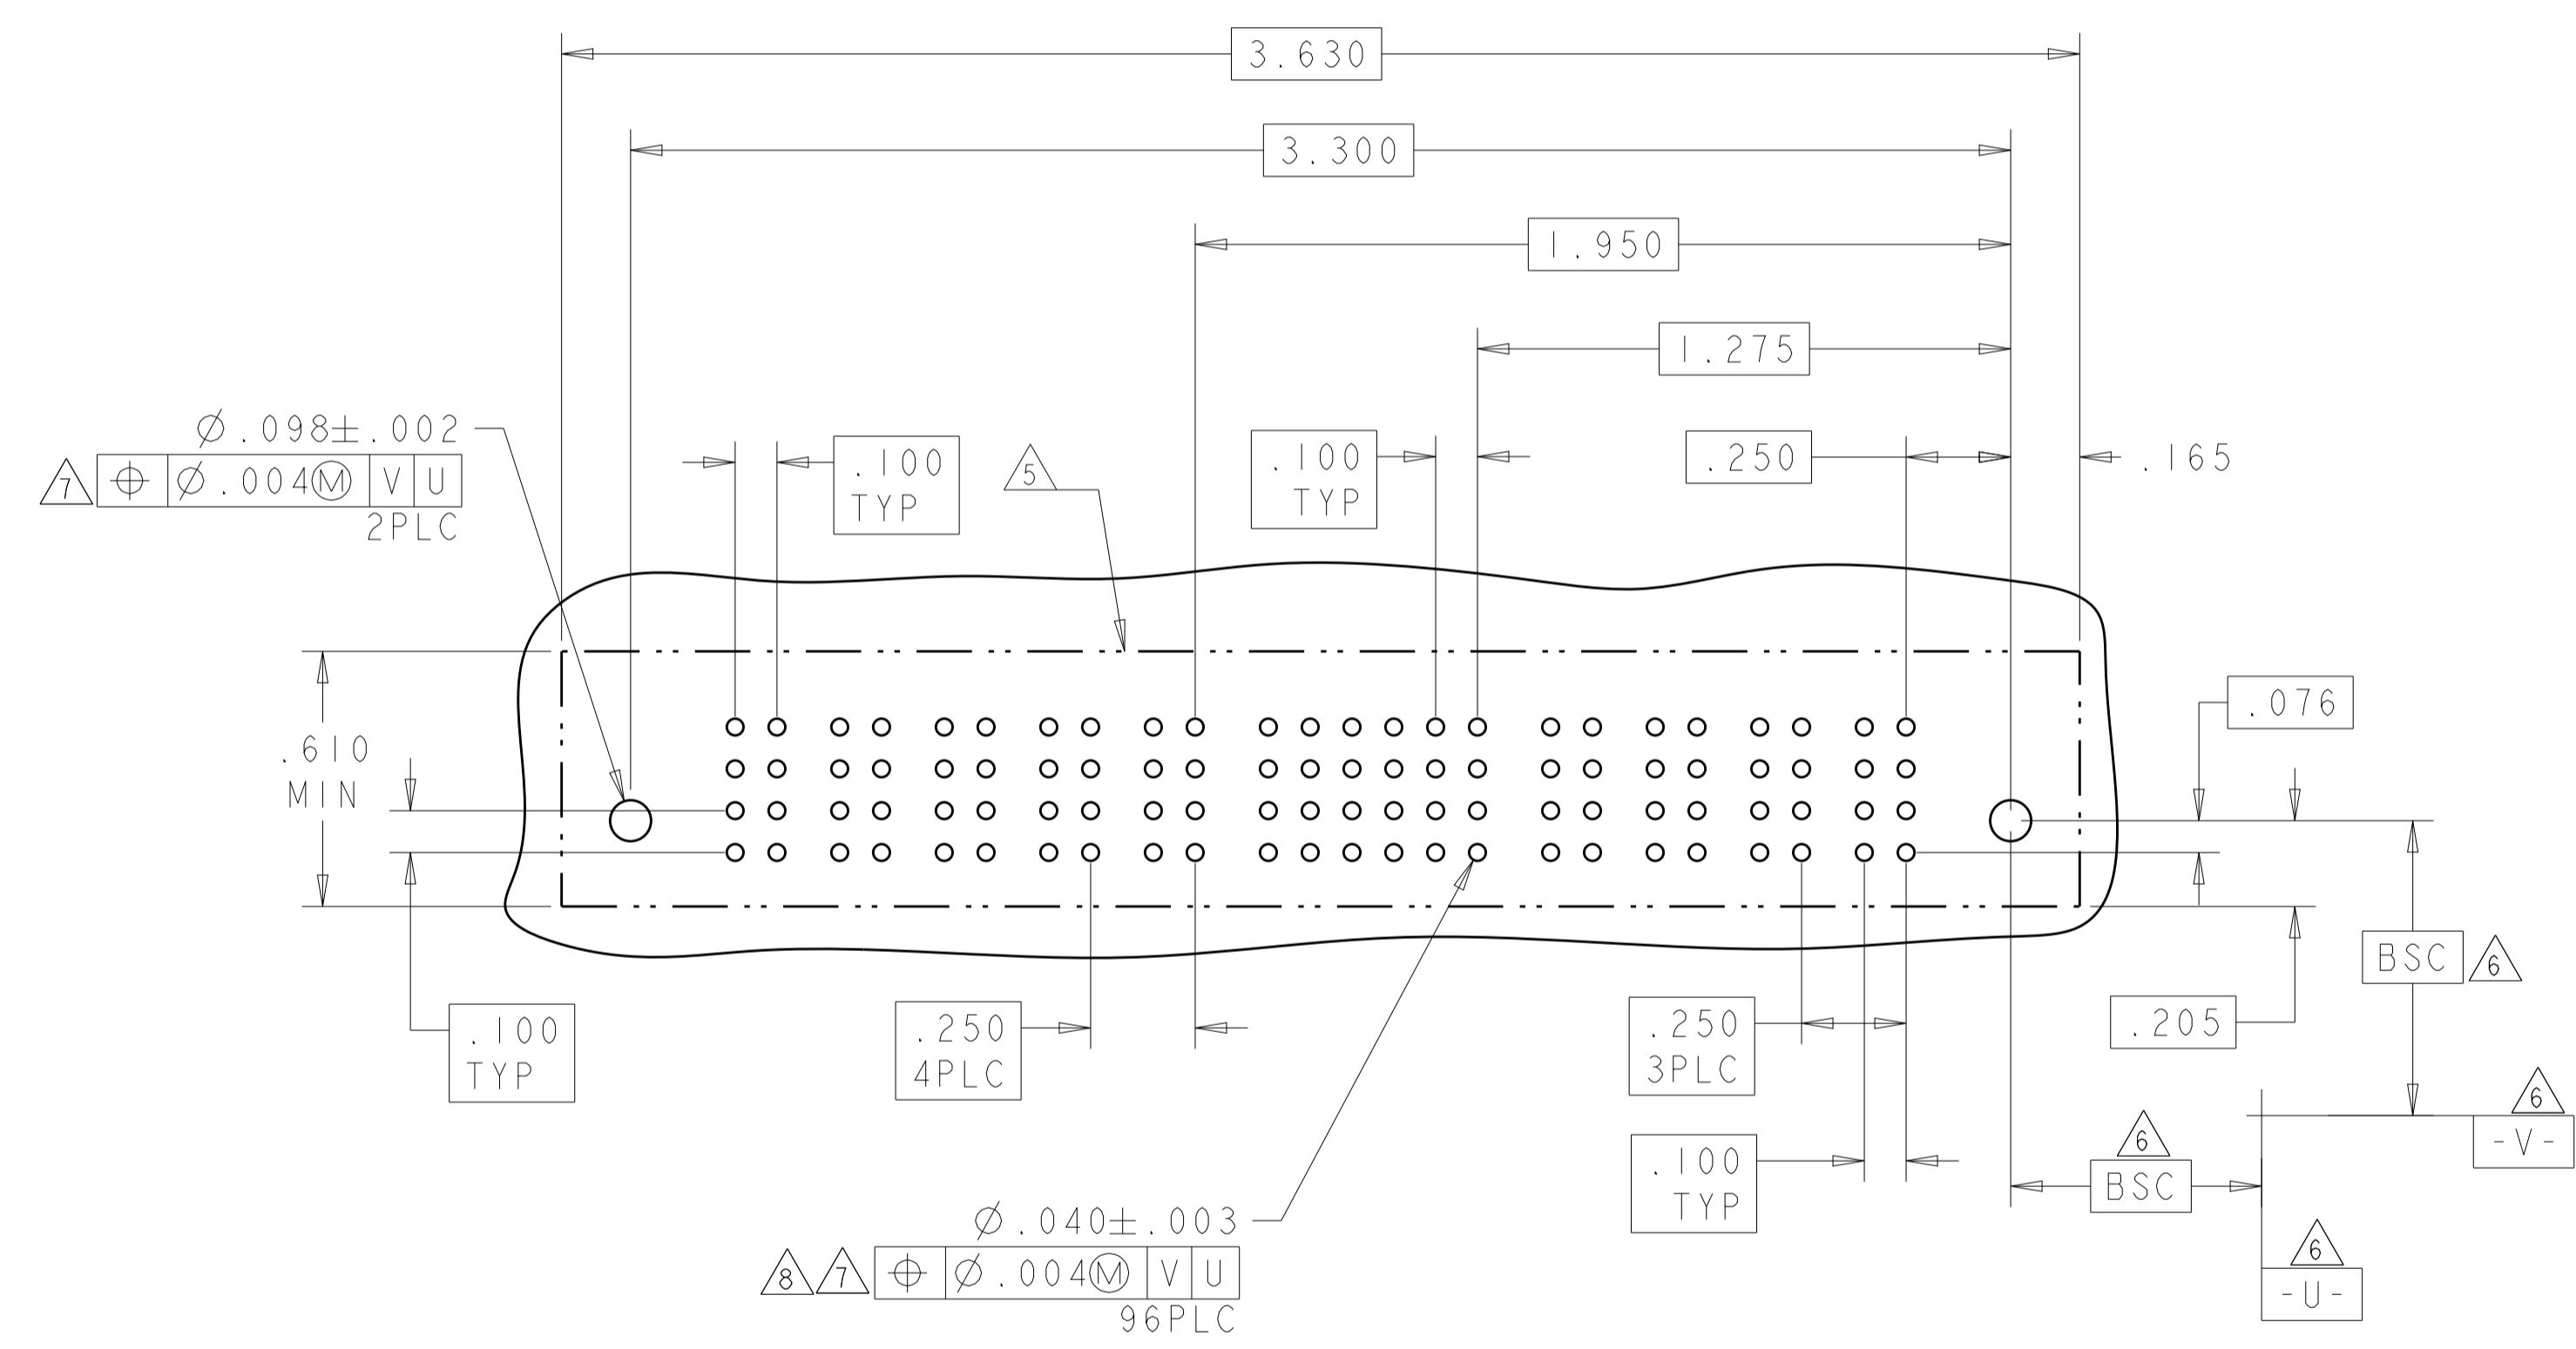 3.630
3.300
1.950
1.275
⌀.098±.002
7 ⌖ ⌀.004Ⓜ V U
2PLC
.100
TYP
5
.100
TYP
.250
.165
.076
.610
MIN
BSC 6
.100
TYP
.250
4PLC
.250
3PLC
.205
6
-V-
6
BSC
.100
TYP
⌀.040±.003
8 7 ⌖ ⌀.004Ⓜ V U
96PLC
6
-U-